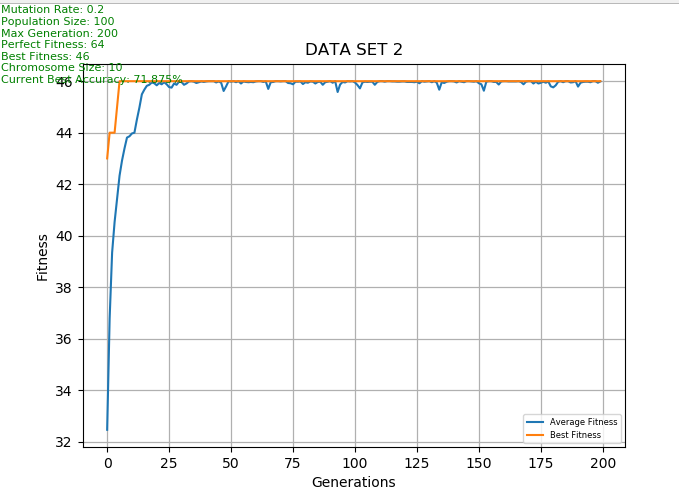 Mutation Rate: 0.2
Population Size: 100
Max Generation: 200
Perfect Fitness: 64
Best Fitness: 46
Chromosome Size: 10
Current Best Accuracy: 71.875%
DATA SET 2
46
44
42
40
38
36
34
32
Fitness
Average Fitness
Best Fitness
0 25 50 75 100 125 150 175 200
Generations